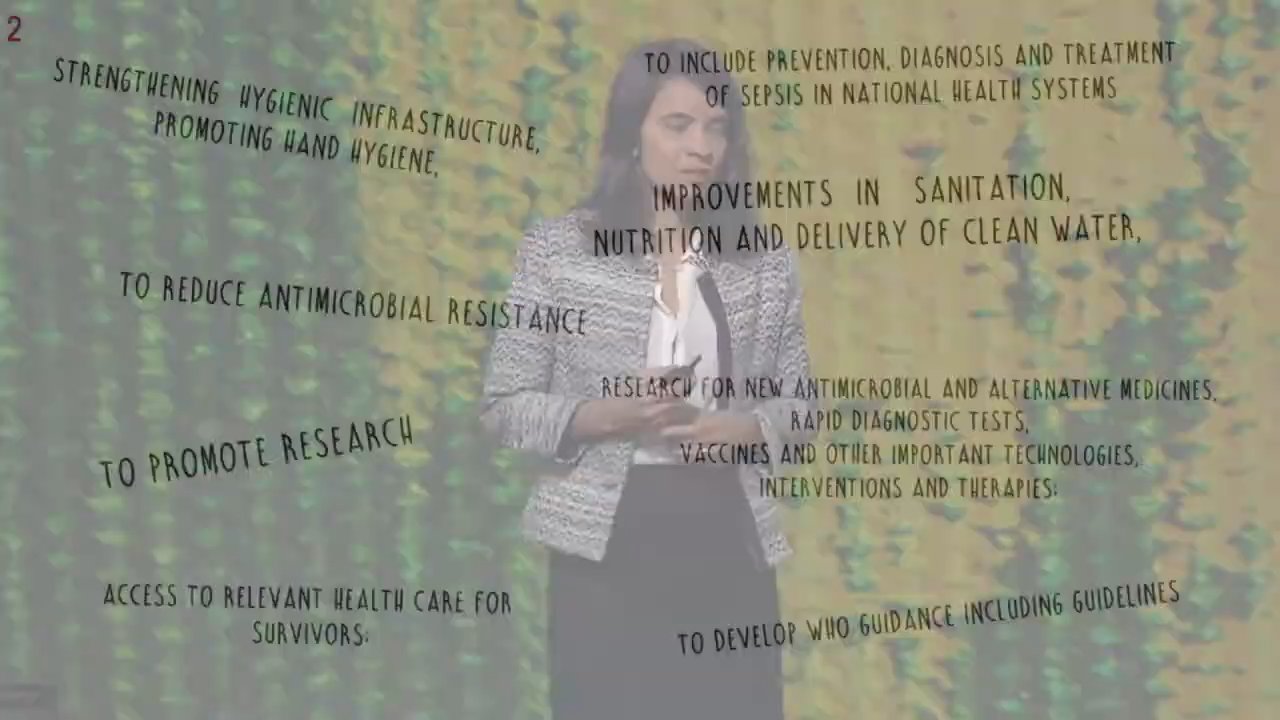 2
STRENGTHENING HYGIENIC INFRASTRUCTURE,
PROMOTING HAND HYGIENE,
TO INCLUDE PREVENTION, DIAGNOSIS AND TREATMENT
OF SEPSIS IN NATIONAL HEALTH SYSTEMS
IMPROVEMENTS IN SANITATION,
NUTRITION AND DELIVERY OF CLEAN WATER,
TO REDUCE ANTIMICROBIAL RESISTANCE
RESEARCH FOR NEW ANTIMICROBIAL AND ALTERNATIVE MEDICINES,
RAPID DIAGNOSTIC TESTS,
VACCINES AND OTHER IMPORTANT TECHNOLOGIES,
INTERVENTIONS AND THERAPIES;
TO PROMOTE RESEARCH
ACCESS TO RELEVANT HEALTH CARE FOR
SURVIVORS;
TO DEVELOP WHO GUIDANCE INCLUDING GUIDELINES